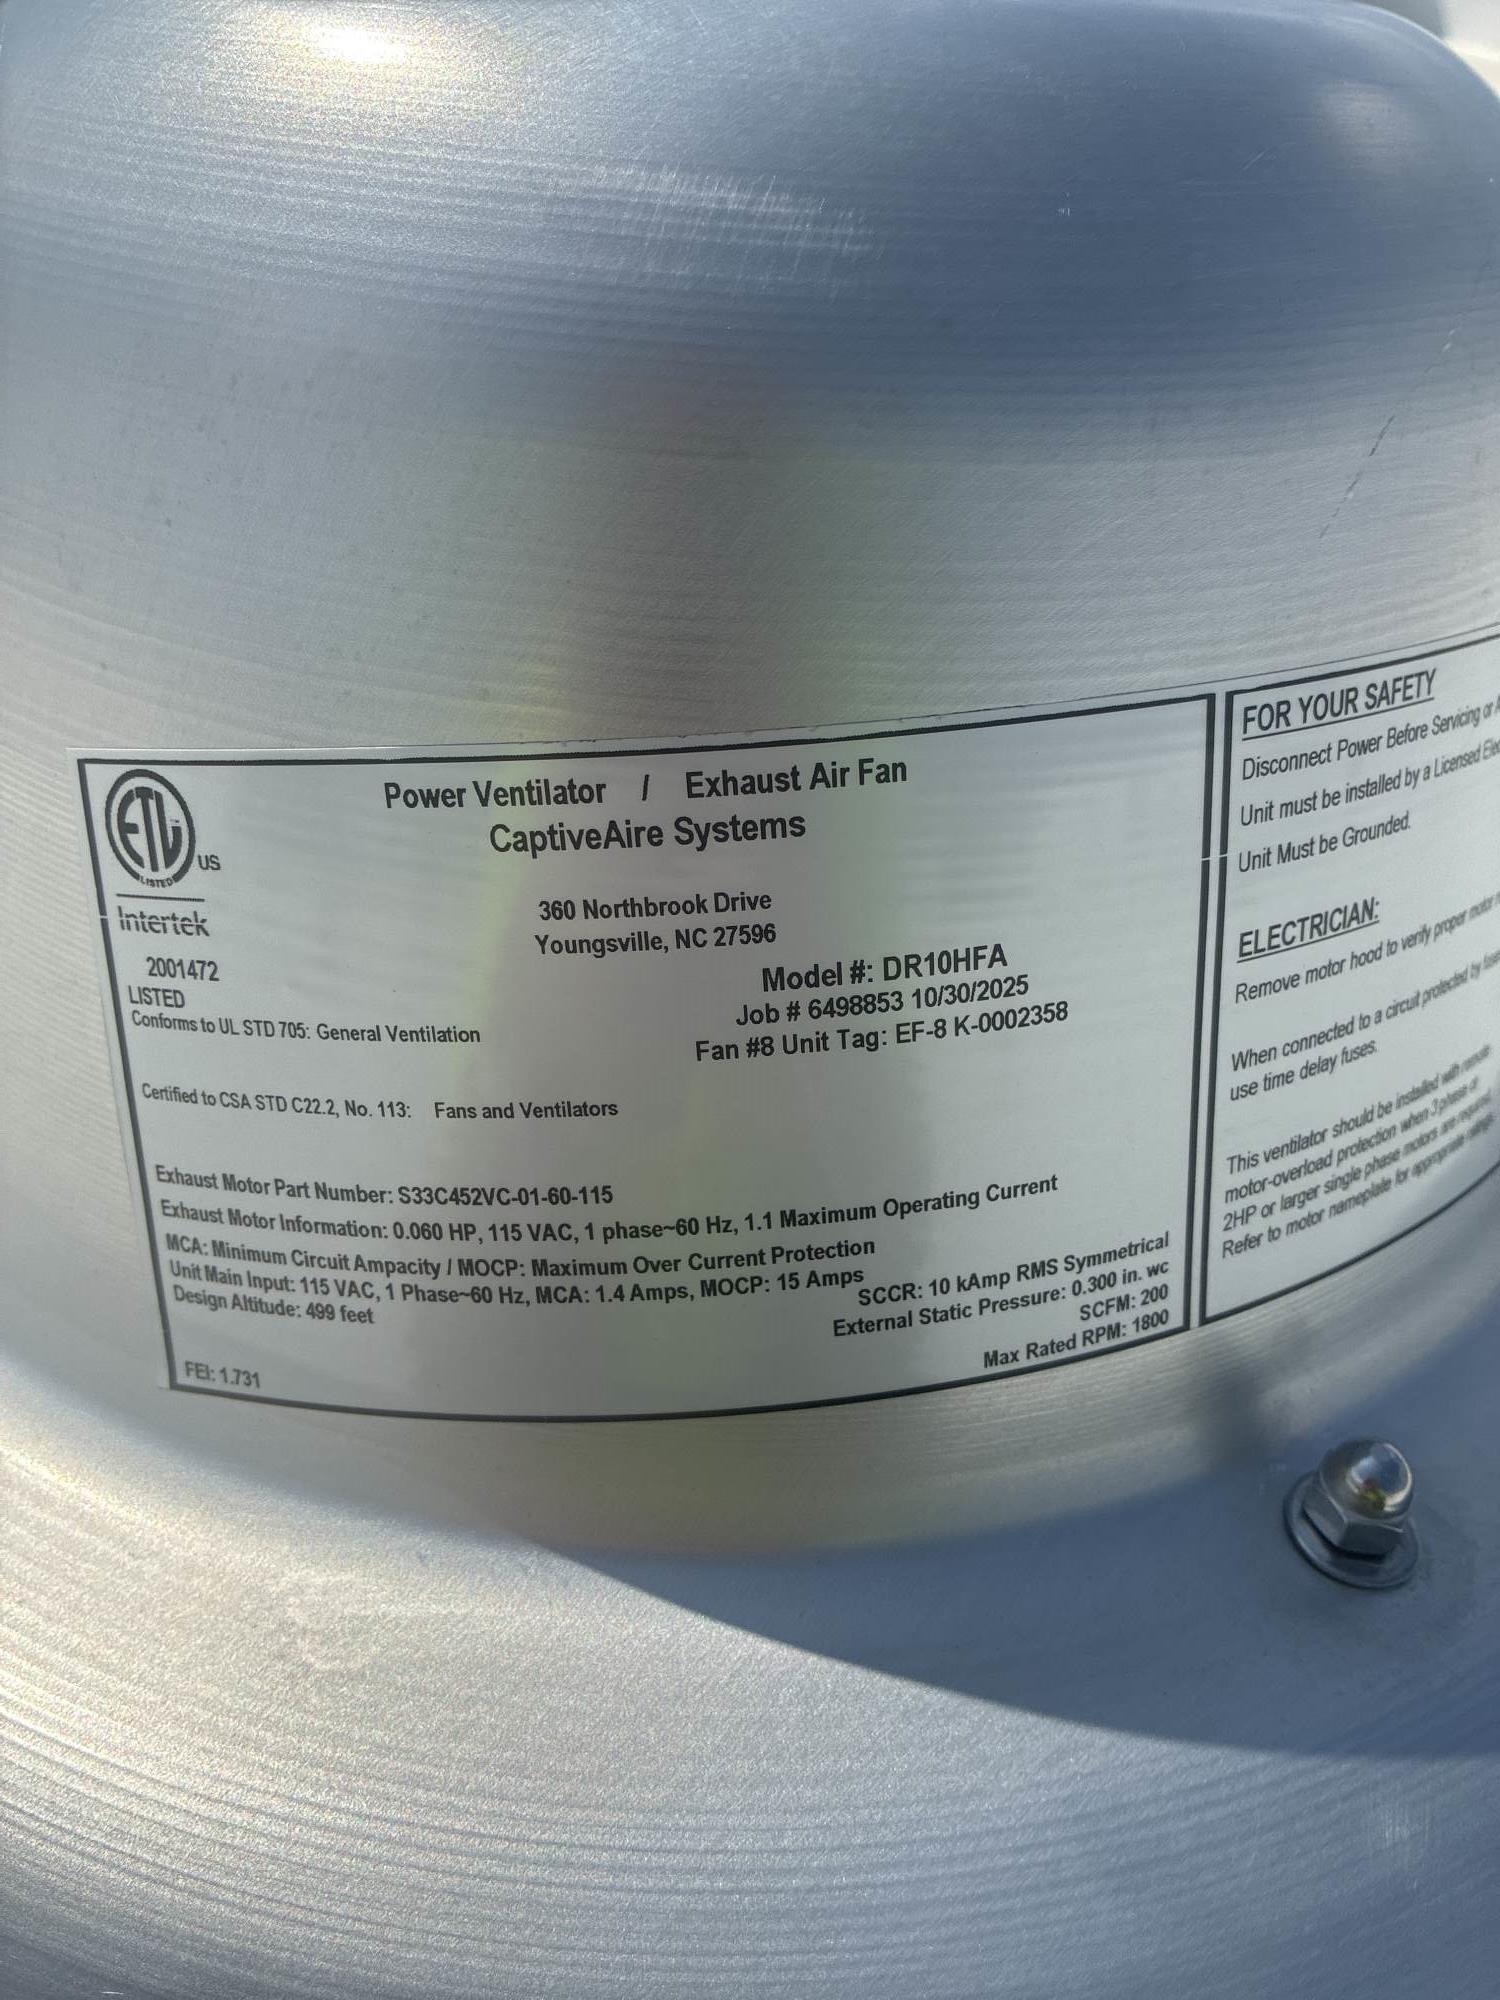 ETL
LISTED
US
Intertek
2001472
LISTED
Conforms to UL STD 705: General Ventilation
Certified to CSA STD C22.2, No. 113: Fans and Ventilators
Power Ventilator / Exhaust Air Fan
CaptiveAire Systems
360 Northbrook Drive
Youngsville, NC 27596
Model #: DR10HFA
Job # 6498853 10/30/2025
Fan #8 Unit Tag: EF-8 K-0002358
Exhaust Motor Part Number: S33C452VC-01-60-115
Exhaust Motor Information: 0.060 HP, 115 VAC, 1 phase~60 Hz, 1.1 Maximum Operating Current
MCA: Minimum Circuit Ampacity / MOCP: Maximum Over Current Protection
Unit Main Input: 115 VAC, 1 Phase~60 Hz, MCA: 1.4 Amps, MOCP: 15 Amps
Design Altitude: 499 feet
SCCR: 10 kAmp RMS Symmetrical
External Static Pressure: 0.300 in. wc
SCFM: 200
Max Rated RPM: 1800
FEI: 1.731
FOR YOUR SAFETY
Disconnect Power Before Servicing or
Unit must be installed by a Licensed
Unit Must be Grounded.
ELECTRICIAN:
Remove motor hood to verify proper motor
When connected to a circuit protected by
use time delay fuses.
This ventilator should be installed with
motor-overload protection when 3 phase or
2HP or larger single phase motors are required.
Refer to motor nameplate for appropriate ratings.